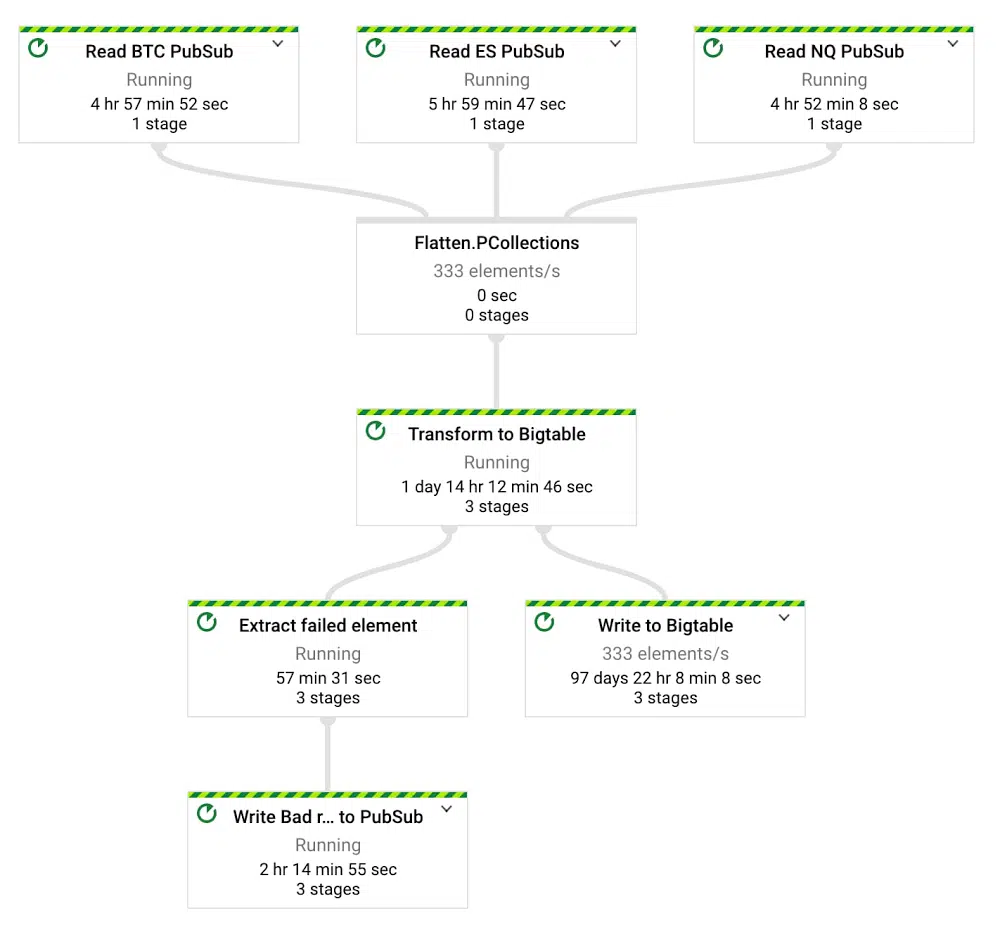 Read BTC PubSub
Running
4 hr 57 min 52 sec
1 stage
Read ES PubSub
Running
5 hr 59 min 47 sec
1 stage
Read NQ PubSub
Running
4 hr 52 min 8 sec
1 stage
Flatten.PCollections
333 elements/s
0 sec
0 stages
Transform to Bigtable
Running
1 day 14 hr 12 min 46 sec
3 stages
Extract failed element
Running
57 min 31 sec
3 stages
Write to Bigtable
333 elements/s
97 days 22 hr 8 min 8 sec
3 stages
Write Bad r... to PubSub
Running
2 hr 14 min 55 sec
3 stages